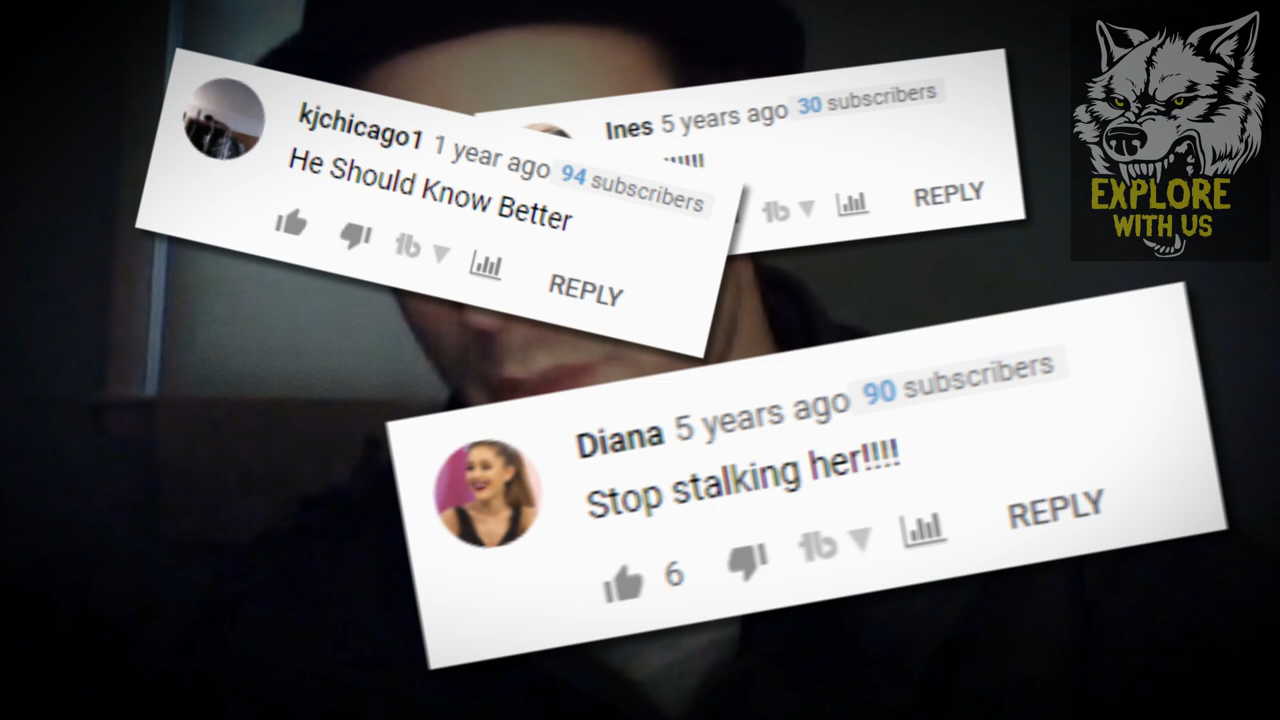 kjchicago1 1 year ago 94 subscribers
He Should Know Better
REPLY
Ines 5 years ago 30 subscribers
REPLY
Diana 5 years ago 90 subscribers
Stop stalking her!!!!
6
REPLY
EXPLORE
WITH US